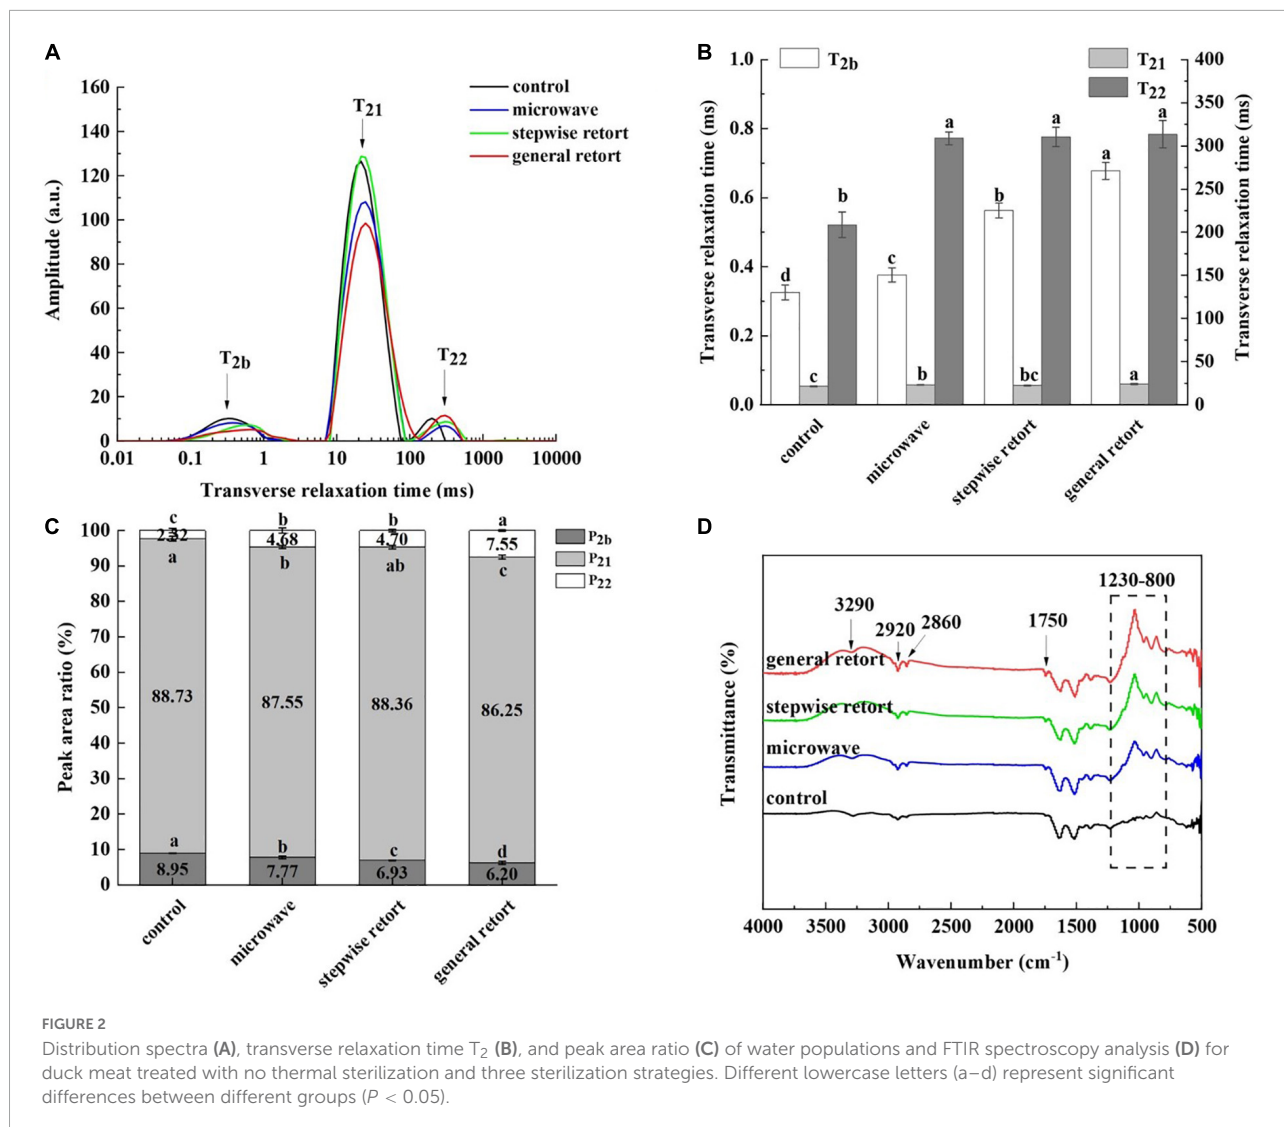 A
160
140
120
100
80
60
40
20
0
Amplitude (a.u.)
T21
T2b
T22
control
microwave
stepwise retort
general retort
0.01 0.1 1 10 100 1000 10000
Transverse relaxation time (ms)
B
T2b
T21
T22
1.0
0.8
0.6
0.4
0.2
0.0
Transverse relaxation time (ms)
400
350
300
250
200
150
100
50
0
Transverse relaxation time (ms)
d c b
c b a
b bc a
a a a
control
microwave
stepwise retort
general retort
C
100
90
80
70
60
50
40
30
20
10
0
Peak area ratio (%)
P2b
P21
P22
c b b a
2.32 4.68 4.70 7.55
a b ab c
88.73 87.55 88.36 86.25
a b c d
8.95 7.77 6.93 6.20
control
microwave
stepwise retort
general retort
D
1230-800
3290
2920
2860
1750
general retort
stepwise retort
microwave
control
Transmittance (%)
4000 3500 3000 2500 2000 1500 1000 500
Wavenumber (cm-1)
FIGURE 2
Distribution spectra (A), transverse relaxation time T2 (B), and peak area ratio (C) of water populations and FTIR spectroscopy analysis (D) for
duck meat treated with no thermal sterilization and three sterilization strategies. Different lowercase letters (a–d) represent significant
differences between different groups (P < 0.05).